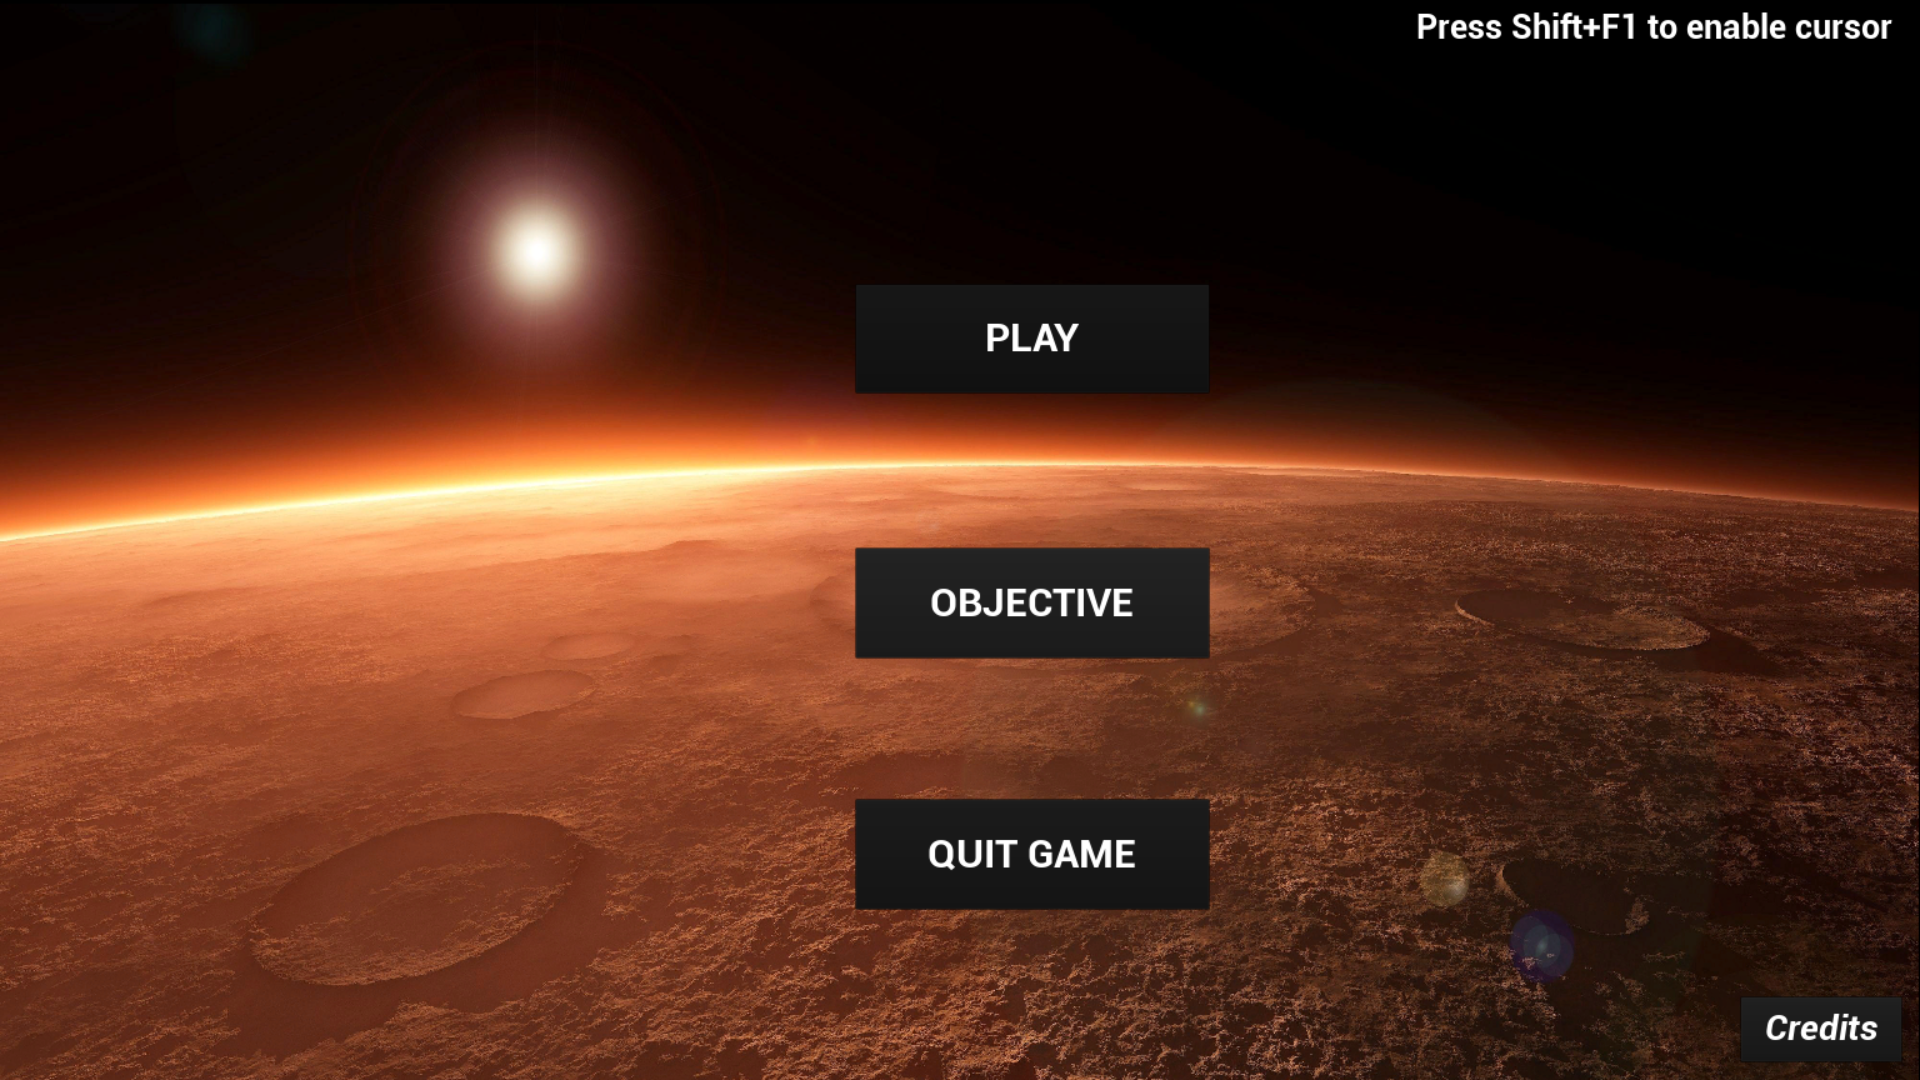 Press Shift+F1 to enable cursor
PLAY
OBJECTIVE
QUIT GAME
Credits